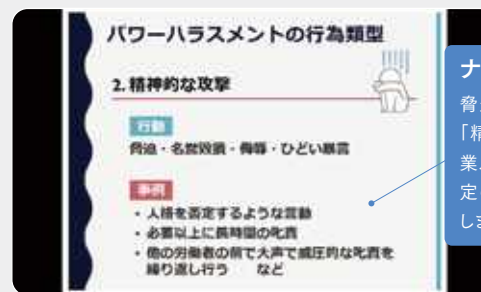 パワーハラスメントの行為類型
2. 精神的な攻撃
行動
脅迫・名誉毀損・侮辱・ひどい暴言
事例
・人格を否定するような言動
・必要以上に長時間の叱責
・他の労働者の前で大声で威圧的な叱責を
繰り返し行う　など
ナ
脅
「精
業
定
しま